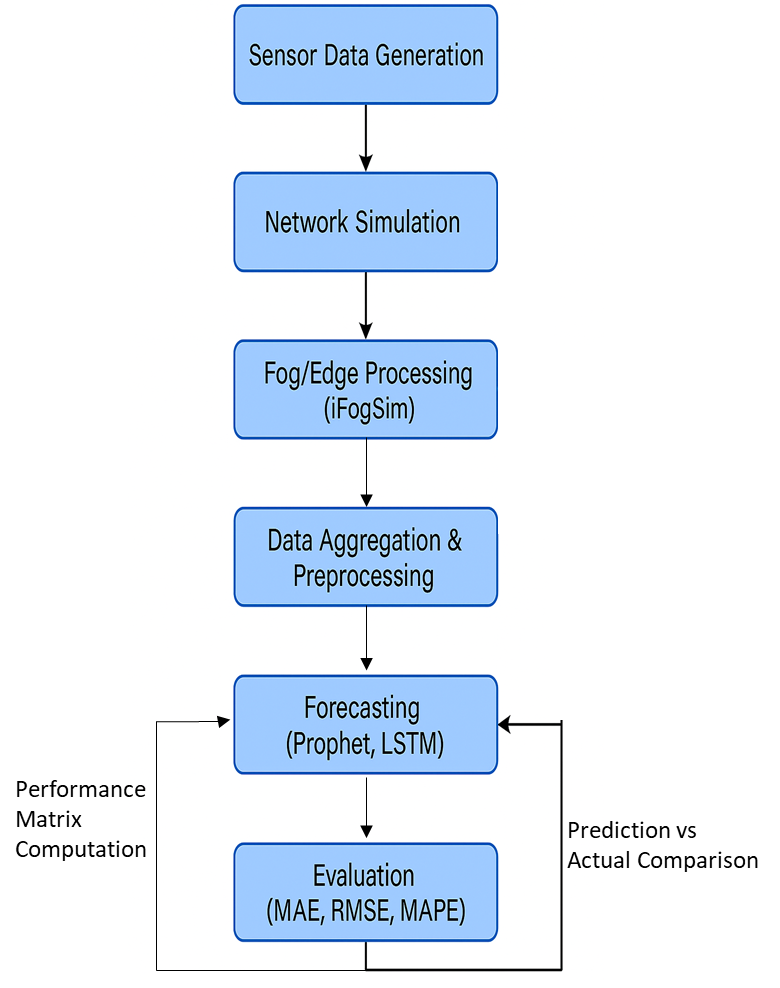 Sensor Data Generation
Network Simulation
Fog/Edge Processing
(iFogSim)
Data Aggregation &
Preprocessing
Forecasting
(Prophet, LSTM)
Performance
Matrix
Computation
Prediction vs
Actual Comparison
Evaluation
(MAE, RMSE, MAPE)